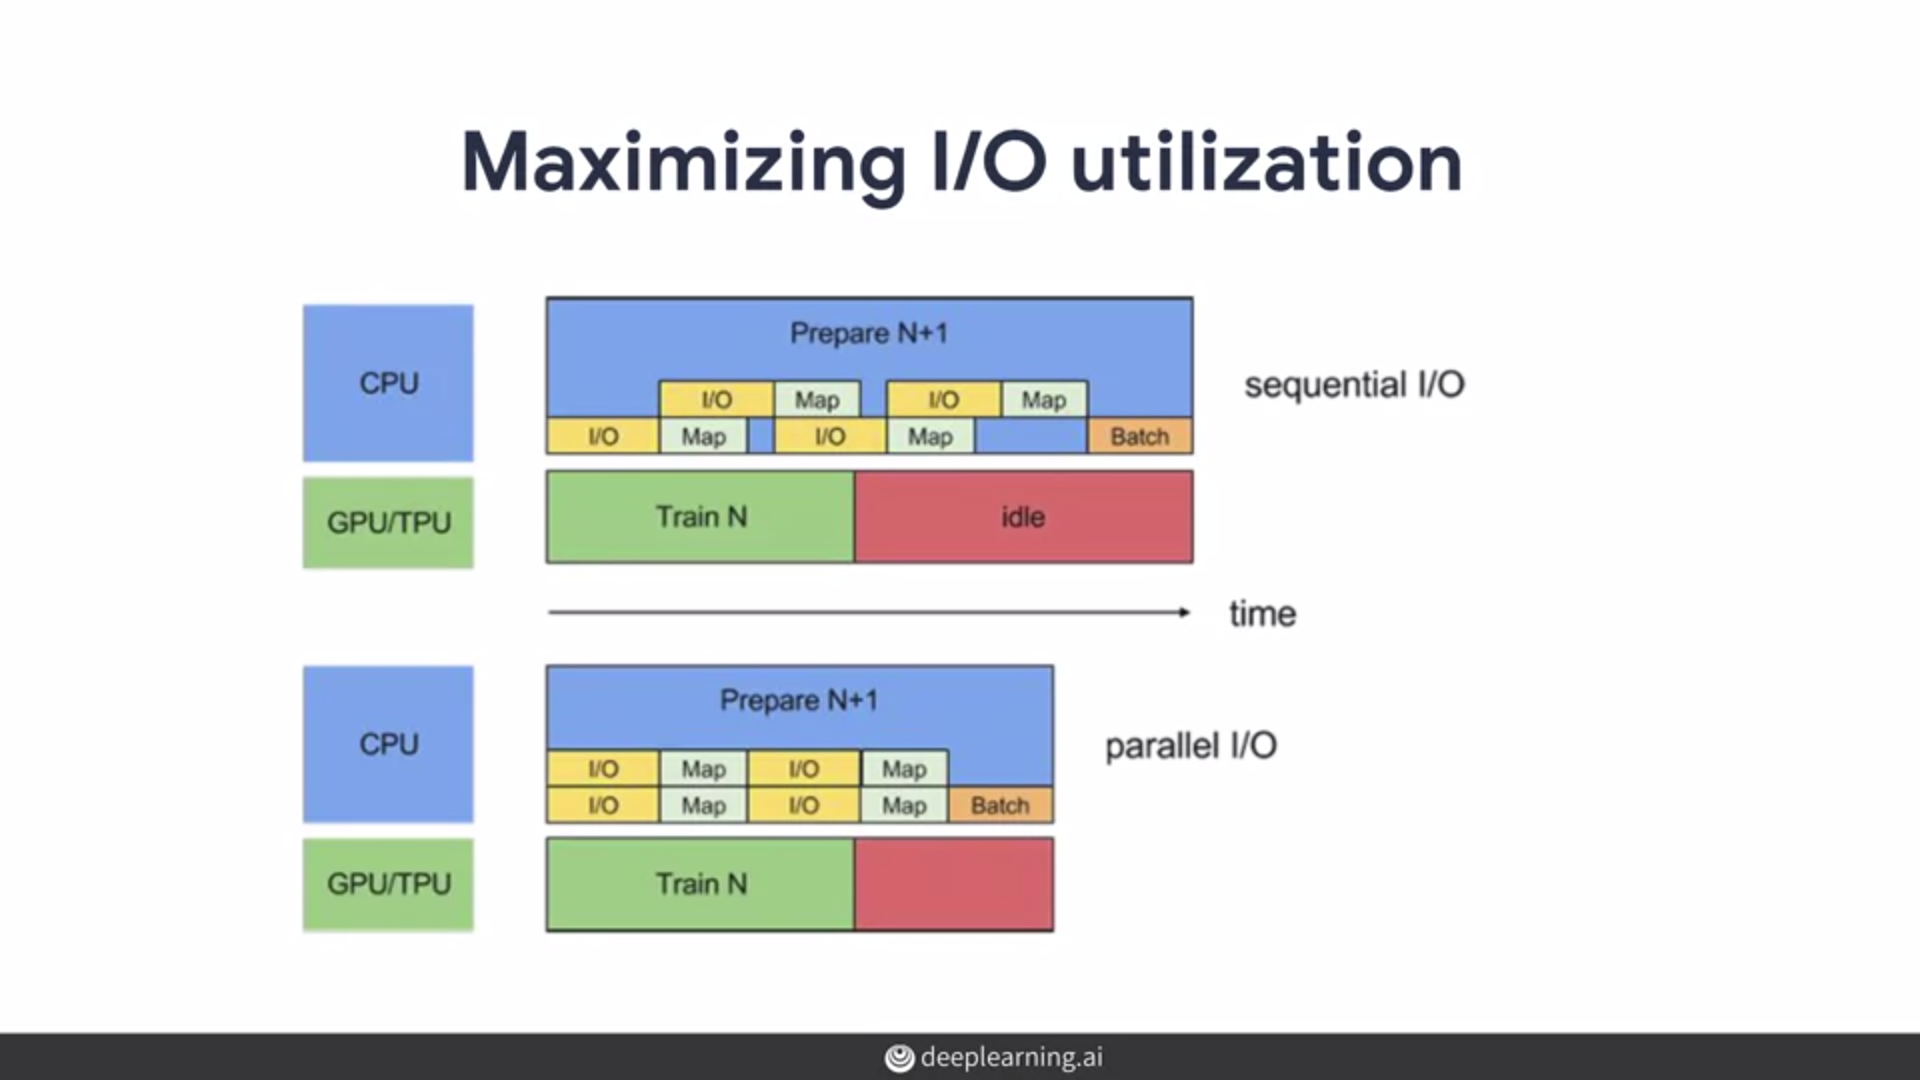 Maximizing I/O utilization
CPU
Prepare N+1
sequential I/O
I/O Map I/O Map
I/O Map I/O Map Batch
GPU/TPU
Train N
idle
time
CPU
Prepare N+1
parallel I/O
I/O Map I/O Map
I/O Map I/O Map Batch
GPU/TPU
Train N
deeplearning.ai